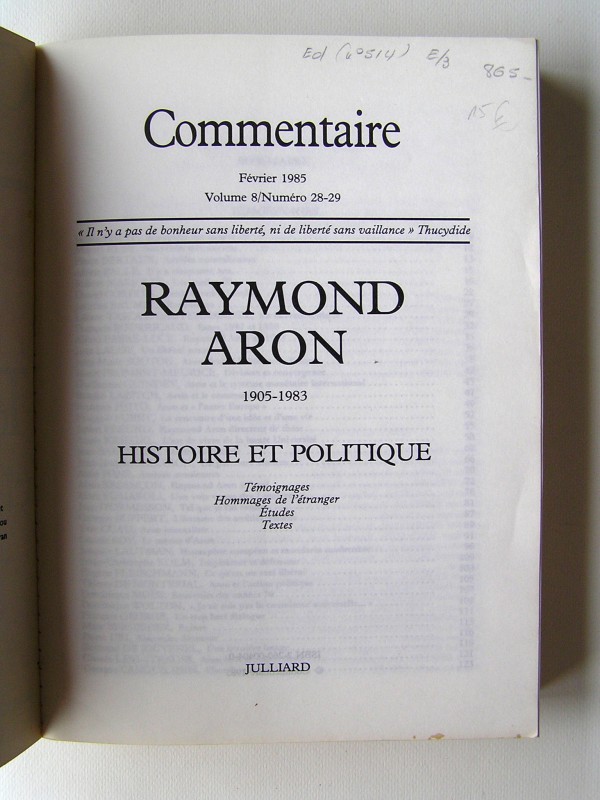 Commentaire
Février 1985
Volume 8/Numéro 28-29
« Il n'y a pas de bonheur sans liberté, ni de liberté sans vaillance » Thucydide
RAYMOND
ARON
1905-1983
HISTOIRE ET POLITIQUE
Témoignages
Hommages de l'étranger
Études
Textes
JULLIARD